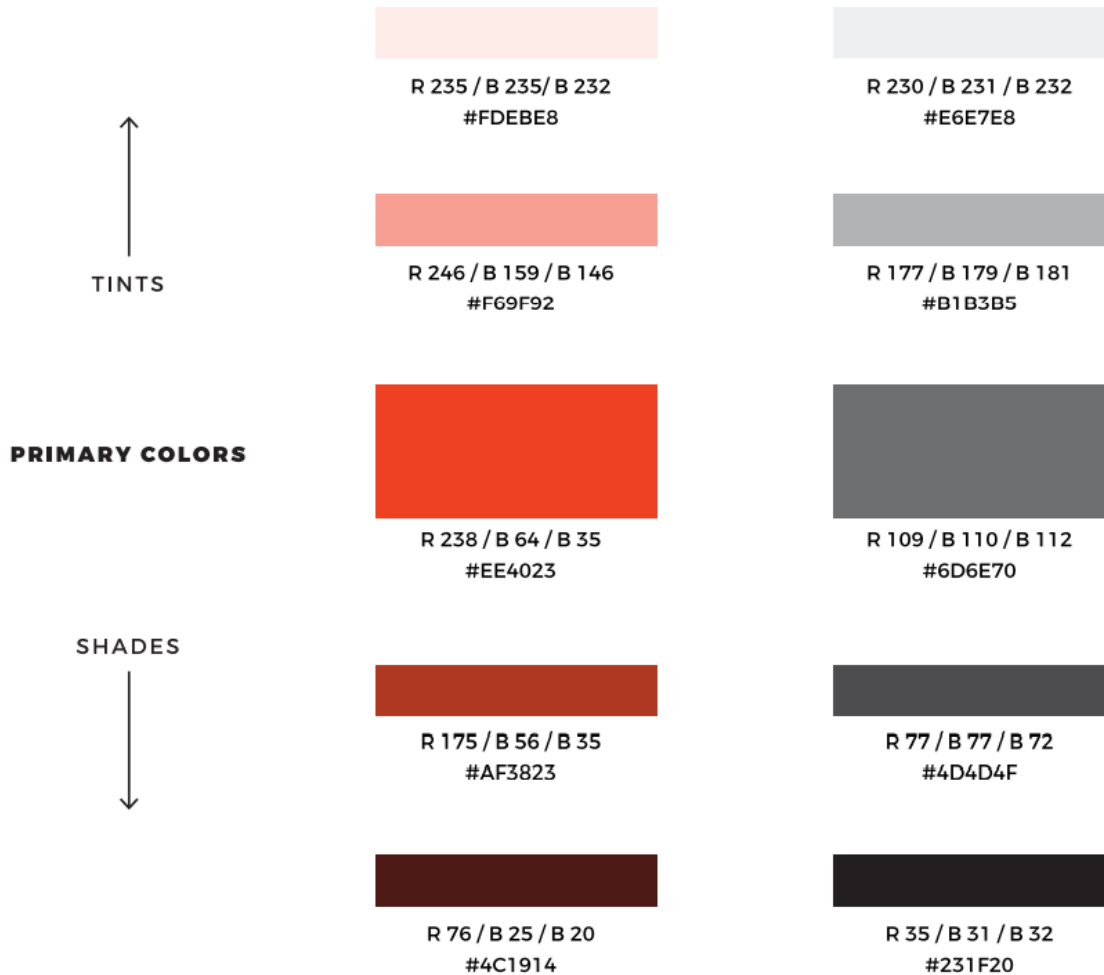 R 235 / B 235/ B 232
#FDEBE8
R 230 / B 231 / B 232
#E6E7E8
TINTS
R 246 / B 159 / B 146
#F69F92
R 177 / B 179 / B 181
#B1B3B5
PRIMARY COLORS
R 238 / B 64 / B 35
#EE4023
R 109 / B 110 / B 112
#6D6E70
SHADES
R 175 / B 56 / B 35
#AF3823
R 77 / B 77 / B 72
#4D4D4F
R 76 / B 25 / B 20
#4C1914
R 35 / B 31 / B 32
#231F20